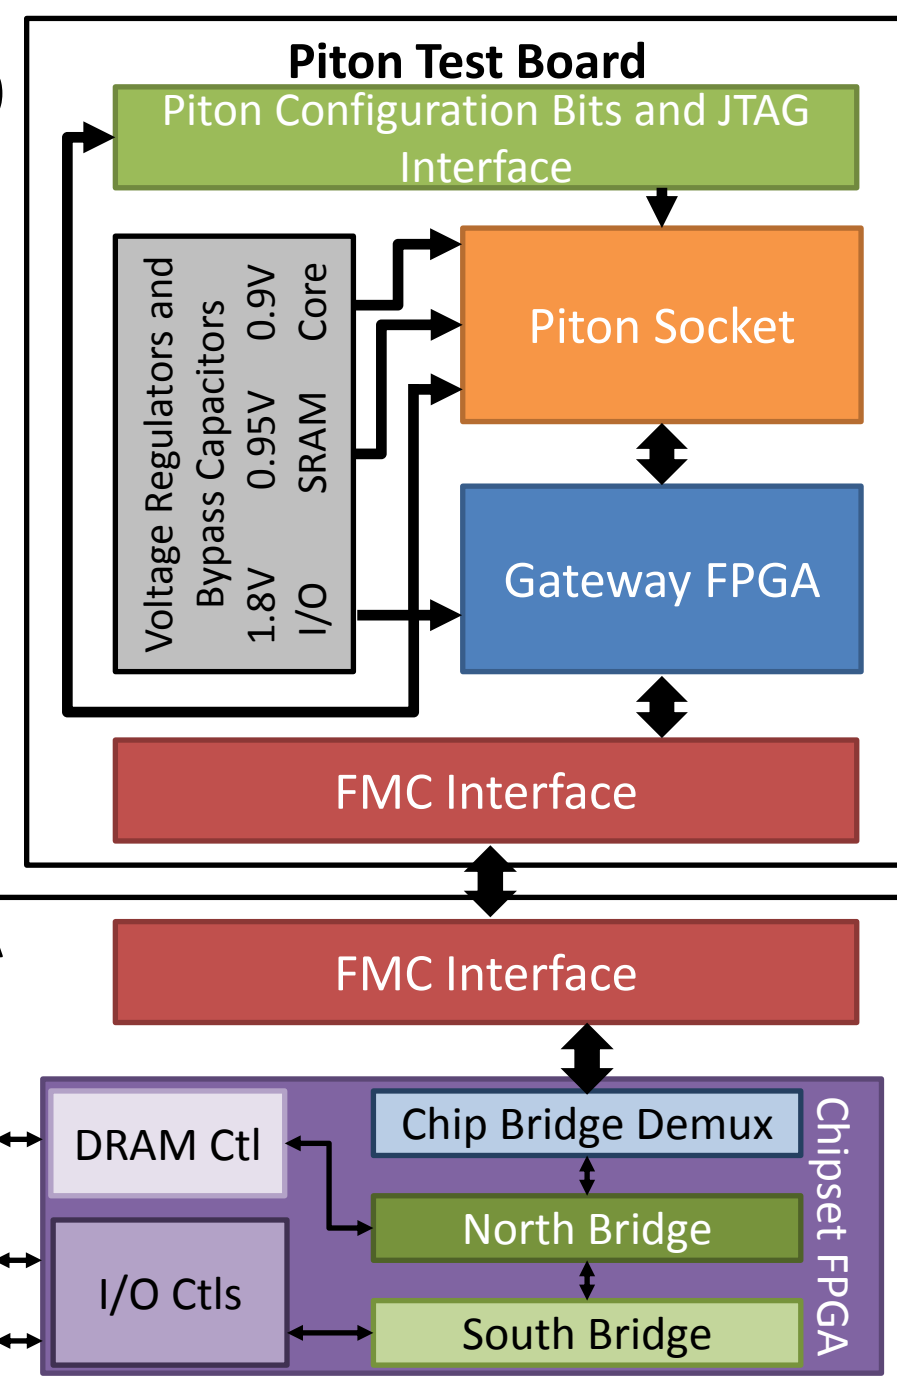 Piton Test Board
Piton Configuration Bits and JTAG
Interface
Voltage Regulators and
Bypass Capacitors
1.8V 0.95V 0.9V
I/O SRAM Core
Piton Socket
Gateway FPGA
FMC Interface
FMC Interface
Chipset FPGA
Chip Bridge Demux
DRAM Ctl
North Bridge
I/O Ctls
South Bridge